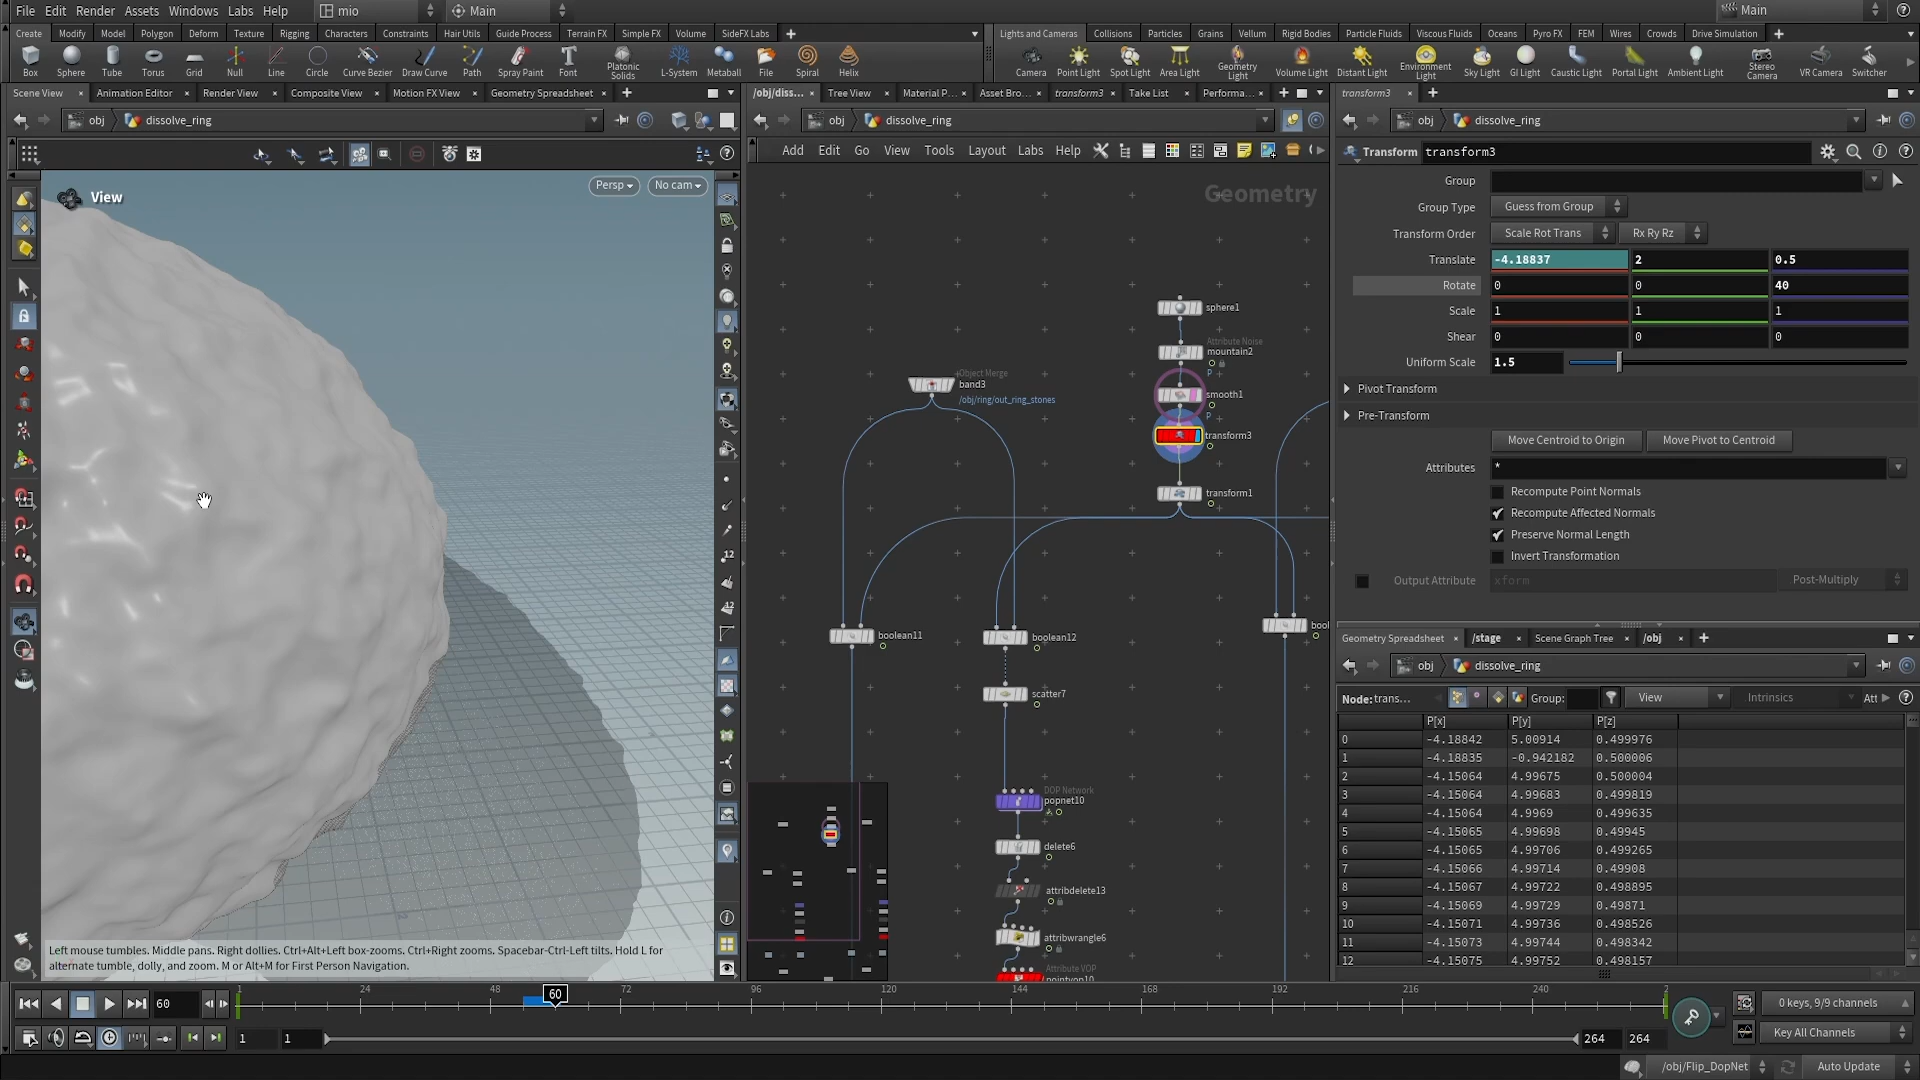 File Edit Assets Windows Labs Help mio Main Main
Create Modify Model Polygon Deform Texture Rigging Characters Constraints Hair Utils Guide Process Terrain FX Simple FX Volume SideFX Labs
Lights and Cameras Collisions Particles Grains Vellum Rigid Bodies Particle Fluids Viscous Fluids Oceans Pyro FX FEM Wires Crowds Drive Simulation
Box Sphere Tube Torus Grid Null Line Circle Curve Bezier Draw Curve Path Spray Paint Font Platonic Solids L-System Metaball File Spiral Helix
Camera Point Light Spot Light Area Light Geometry Light Volume Light Distant Light Environment Light Sky Light GI Light Caustic Light Portal Light Ambient Light Stereo Camera VR Camera Switcher
Scene View Animation Editor Render View Composite View Motion FX View Geometry Spreadsheet
/obj/diss... Tree View Material P... Asset Bro... transform3 Take List Performa...
transform3
obj dissolve_ring
obj dissolve_ring
obj dissolve_ring
Add Edit Go View Tools Layout Labs Help
View
Persp No cam
Geometry
sphere1
Attribute Noise
mountain2
P
smooth1
P
transform3
transform1
Object Merge
band3
/obj/ring/out_ring_stones
boolean11
boolean12
bool
scatter7
DOP Network
popnet10
delete6
attribdelete13
attribwrangle6
Attribute VOP
pointvop10
12
12
Left mouse tumbles. Middle pans. Right dollies. Ctrl+Alt+Left box-zooms. Ctrl+Right zooms. Spacebar-Ctrl-Left tilts. Hold L for
alternate tumble, dolly, and zoom. M or Alt+M for First Person Navigation.
Transform transform3
Group
Group Type Guess from Group
Transform Order Scale Rot Trans Rx Ry Rz
Translate -4.18837 2 0.5
Rotate 0 0 40
Scale 1 1 1
Shear 0 0 0
Uniform Scale 1.5
Pivot Transform
Pre-Transform
Move Centroid to Origin Move Pivot to Centroid
Attributes *
Recompute Point Normals
Recompute Affected Normals
Preserve Normal Length
Invert Transformation
Output Attribute xform Post-Multiply
Geometry Spreadsheet /stage Scene Graph Tree /obj
obj dissolve_ring
Node: trans... Group: View Intrinsics Att
P[x] P[y] P[z]
0 -4.18842 5.00914 0.499976
1 -4.18835 -0.942182 0.500006
2 -4.15064 4.99675 0.500004
3 -4.15064 4.99683 0.499819
4 -4.15064 4.9969 0.499635
5 -4.15065 4.99698 0.49945
6 -4.15065 4.99706 0.499265
7 -4.15066 4.99714 0.49908
8 -4.15067 4.99722 0.498895
9 -4.15069 4.99729 0.49871
10 -4.15071 4.99736 0.498526
11 -4.15073 4.99744 0.498342
12 -4.15075 4.99752 0.498157
60 1 24 48 60 72 96 120 144 168 192 216 240 2
0 keys, 9/9 channels
1 1 264 264
Key All Channels
/obj/Flip_DopNet Auto Update